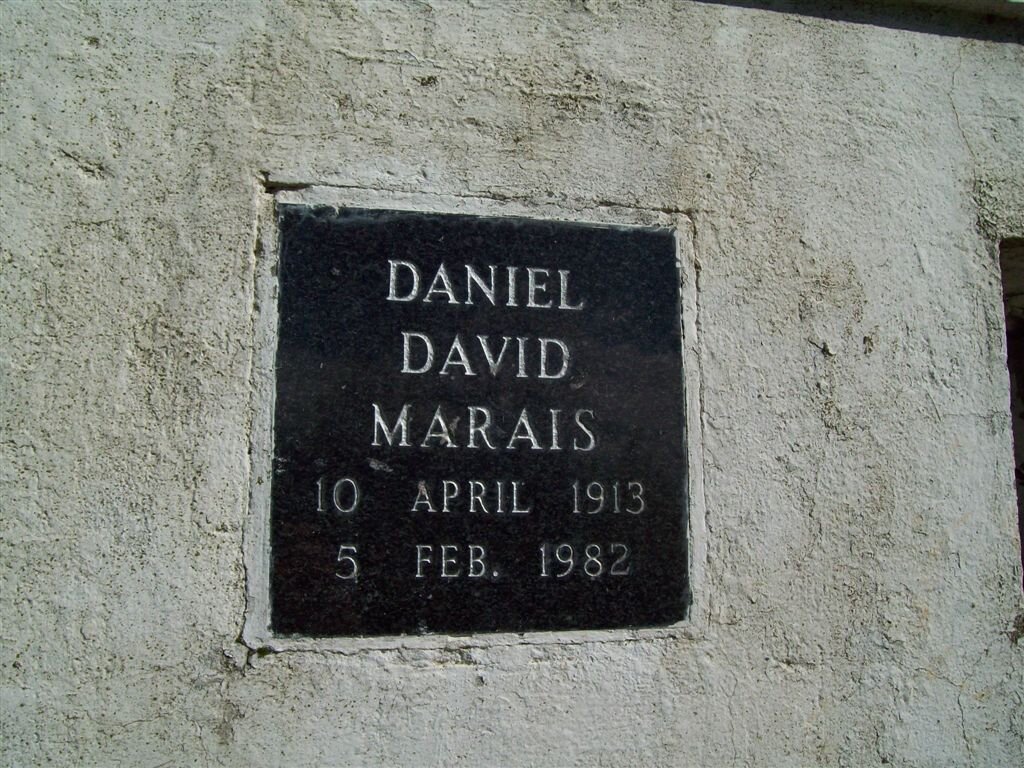 DANIEL
DAVID
MARAIS
10 APRIL 1913
5 FEB. 1982